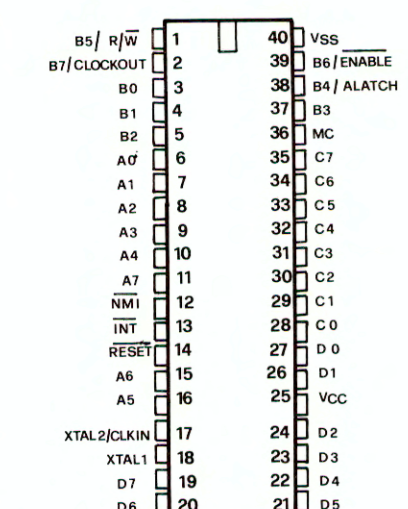 B5/ R/W 1 40 VSS
B7/CLOCKOUT 2 39 B6/ENABLE
B0 3 38 B4/ ALATCH
B1 4 37 B3
B2 5 36 MC
A0 6 35 C7
A1 7 34 C6
A2 8 33 C5
A3 9 32 C4
A4 10 31 C3
A7 11 30 C2
NMI 12 29 C1
INT 13 28 C0
RESET 14 27 D0
A6 15 26 D1
A5 16 25 VCC
XTAL2/CLKIN 17 24 D2
XTAL1 18 23 D3
D7 19 22 D4
D6 20 21 D5